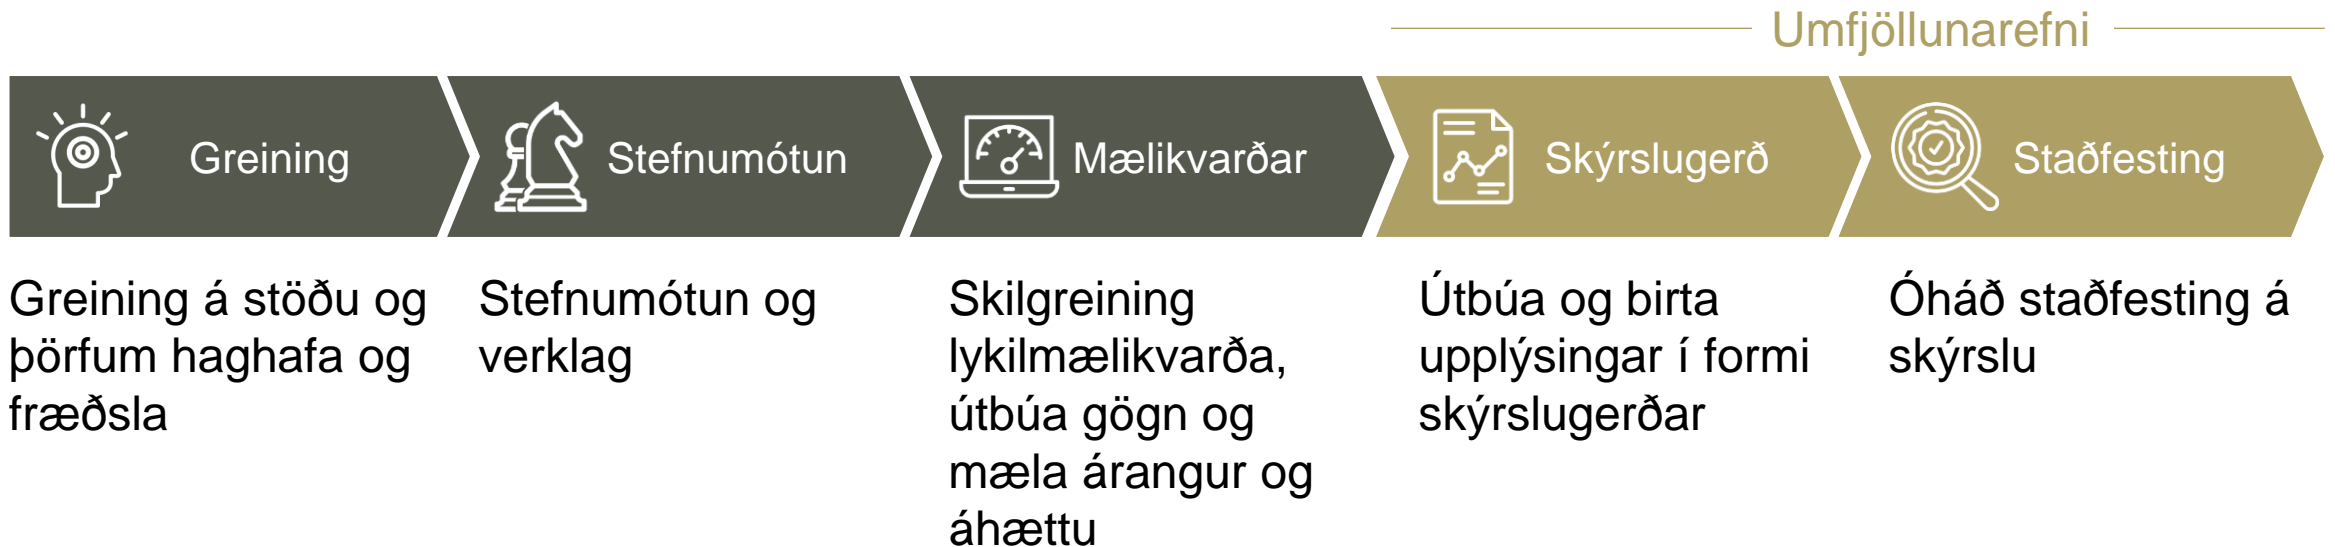 Umfjöllunarefni
Greining
Stefnumótun
Mælikvarðar
Skýrslugerð
Staðfesting
Greining á stöðu og
þörfum haghafa og
fræðsla
Stefnumótun og
verklag
Skilgreining
lykilmælikvarða,
útbúa gögn og
mæla árangur og
áhættu
Útbúa og birta
upplýsingar í formi
skýrslugerðar
Óháð staðfesting á
skýrslu